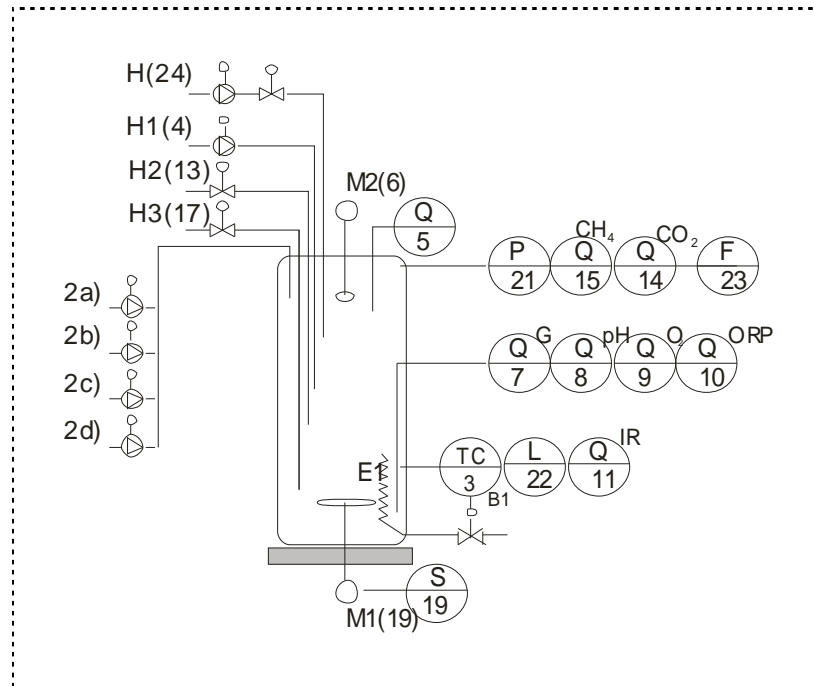 H(24)
H1(4)
H2(13)
H3(17)
M2(6)
Q
5
CH4
CO2
P
21
Q
15
Q
14
F
23
2a)
2b)
2c)
2d)
G
pH
O2
ORP
Q
7
Q
8
Q
9
Q
10
E1
IR
TC
3
L
22
Q
11
B1
S
19
M1(19)